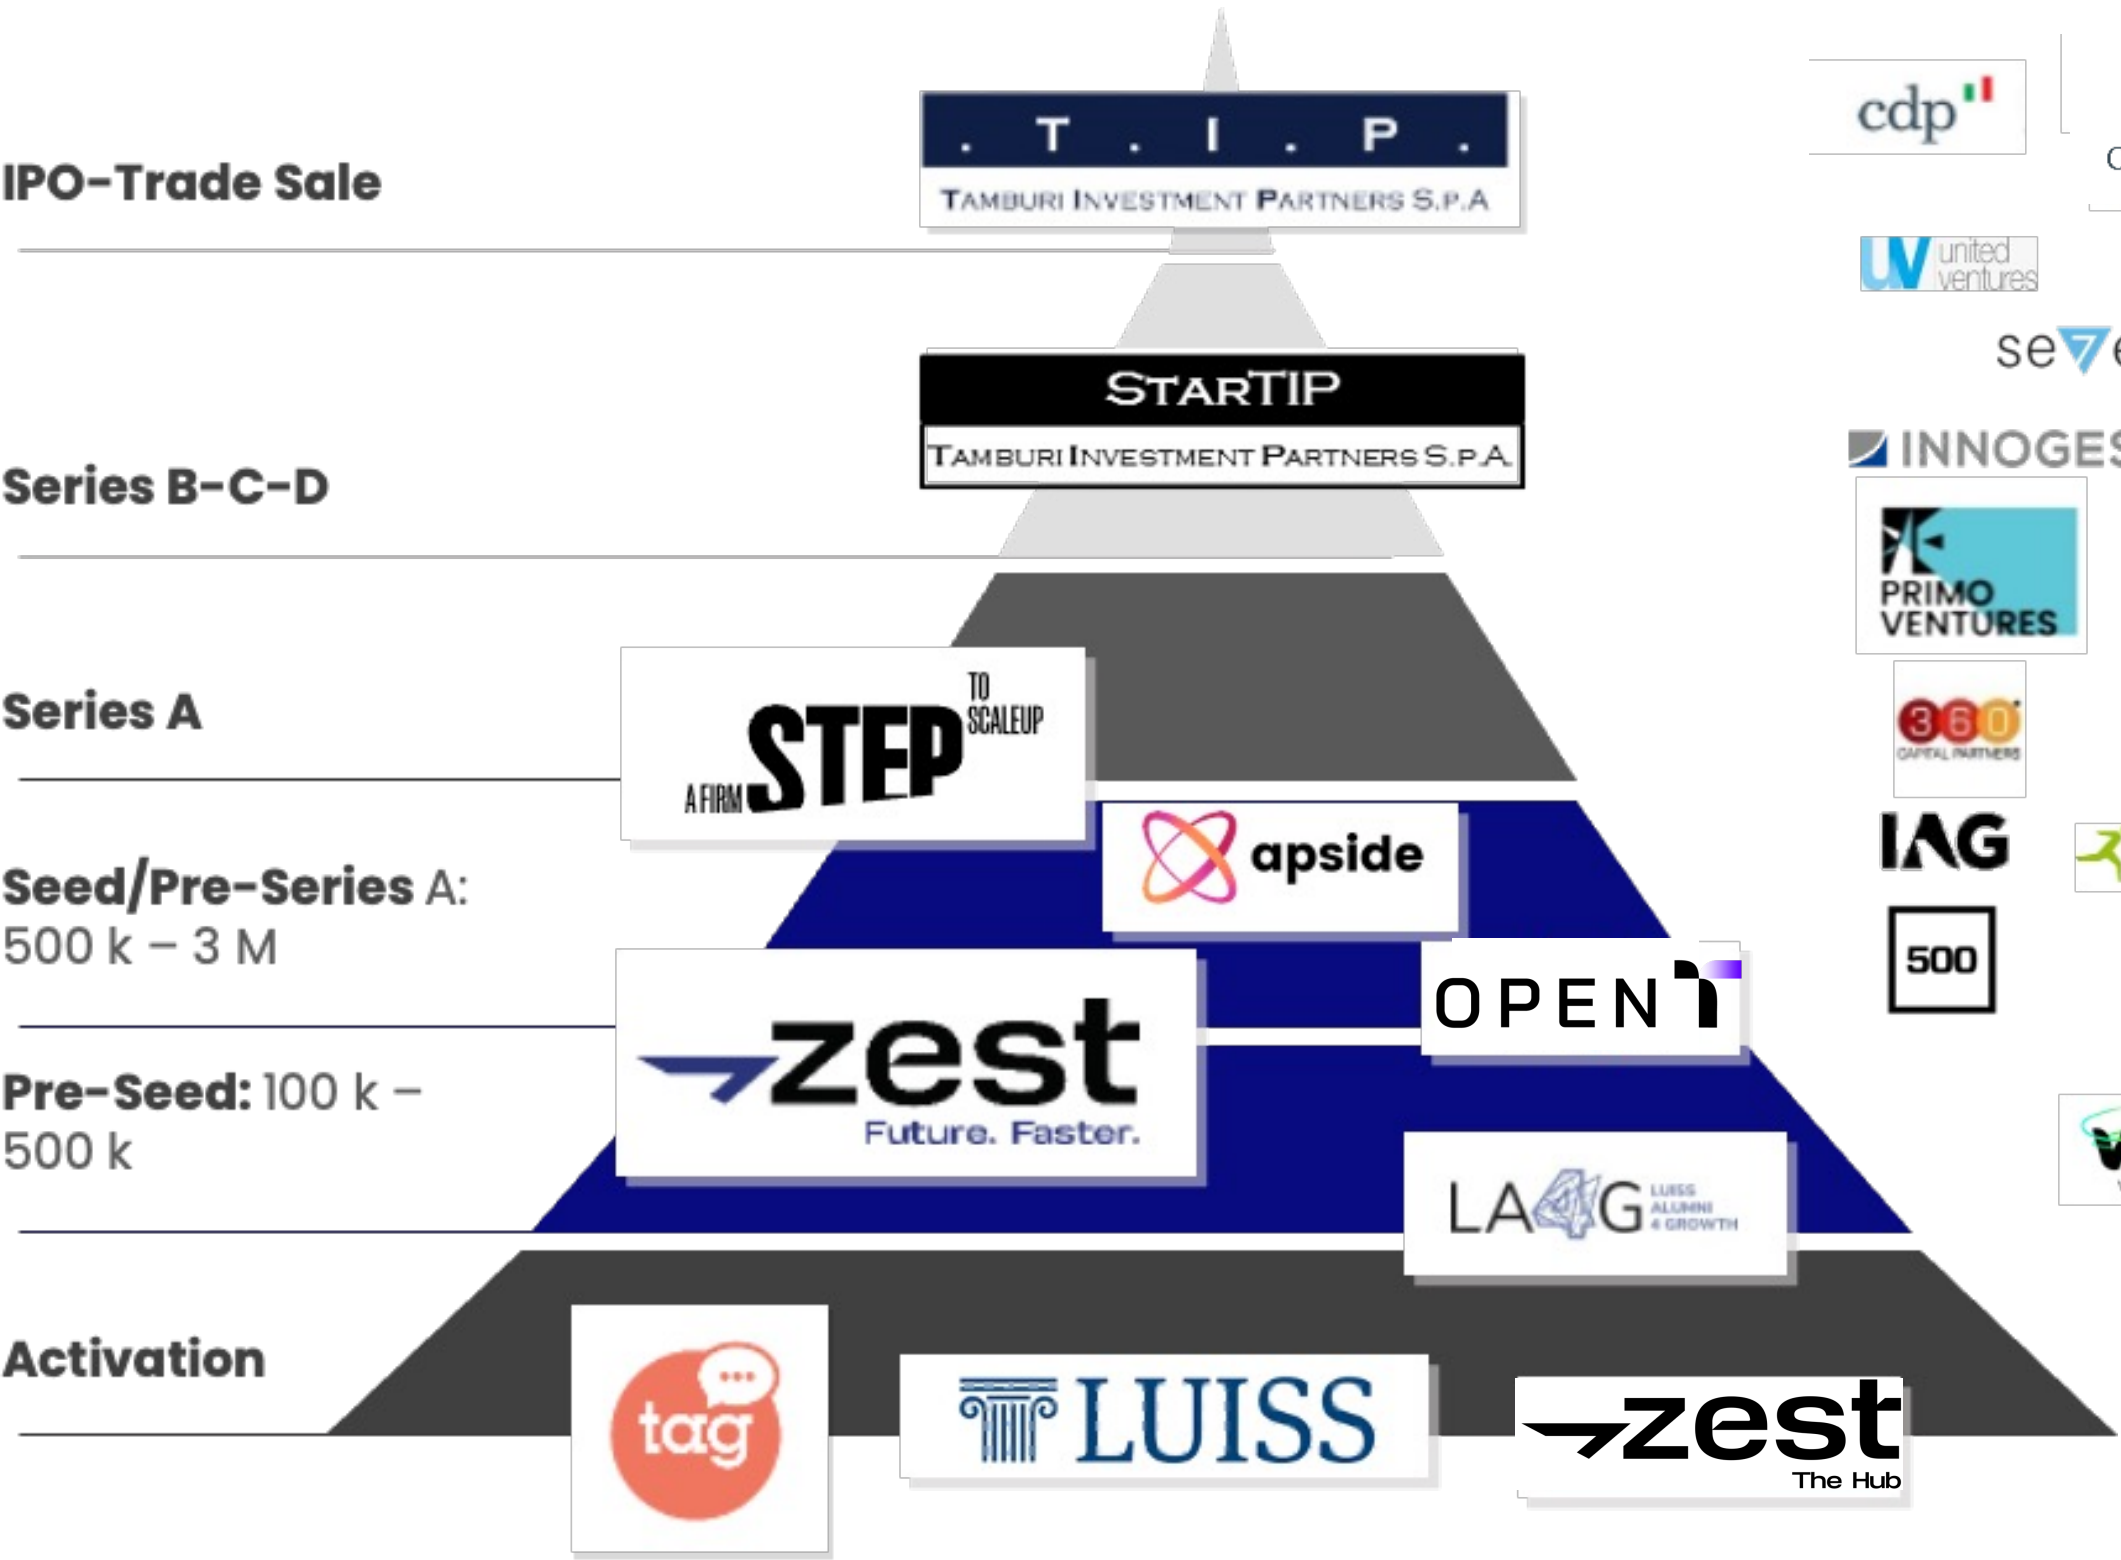 . T . I . P .
TAMBURI INVESTMENT PARTNERS S.P.A
cdp
IPO-Trade Sale
united
ventures
se7e
STARTIP
TAMBURI INVESTMENT PARTNERS S.P.A.
INNOGES
Series B-C-D
PRIMO
VENTURES
Series A
A FIRM STEP TO
SCALEUP
360
CAPITAL PARTNERS
apside
IAG
Seed/Pre-Series A:
500 k – 3 M
500
OPEN
zest
Future. Faster.
Pre-Seed: 100 k –
500 k
LA4G LUISS
ALUMNI
4 GROWTH
Activation
tag
LUISS
zest
The Hub